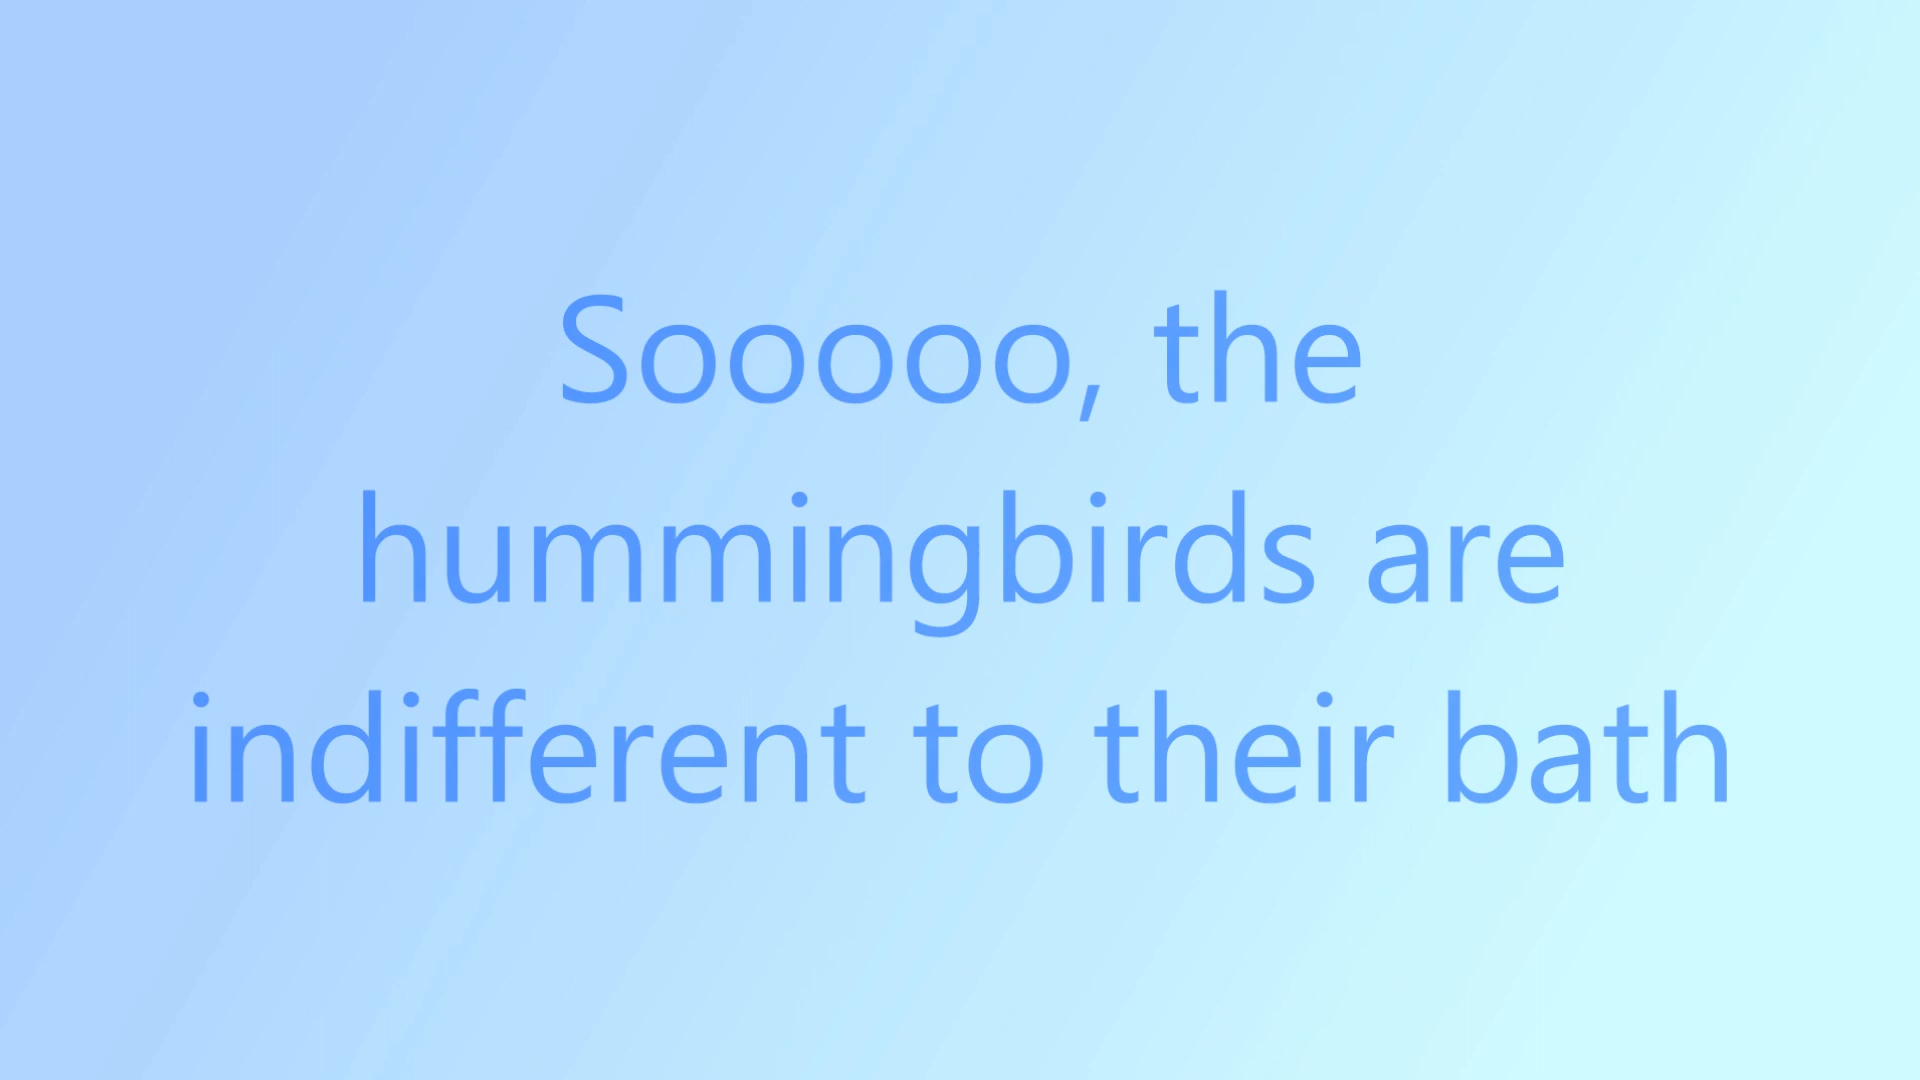 Sooooo, the
hummingbirds are
indifferent to their bath